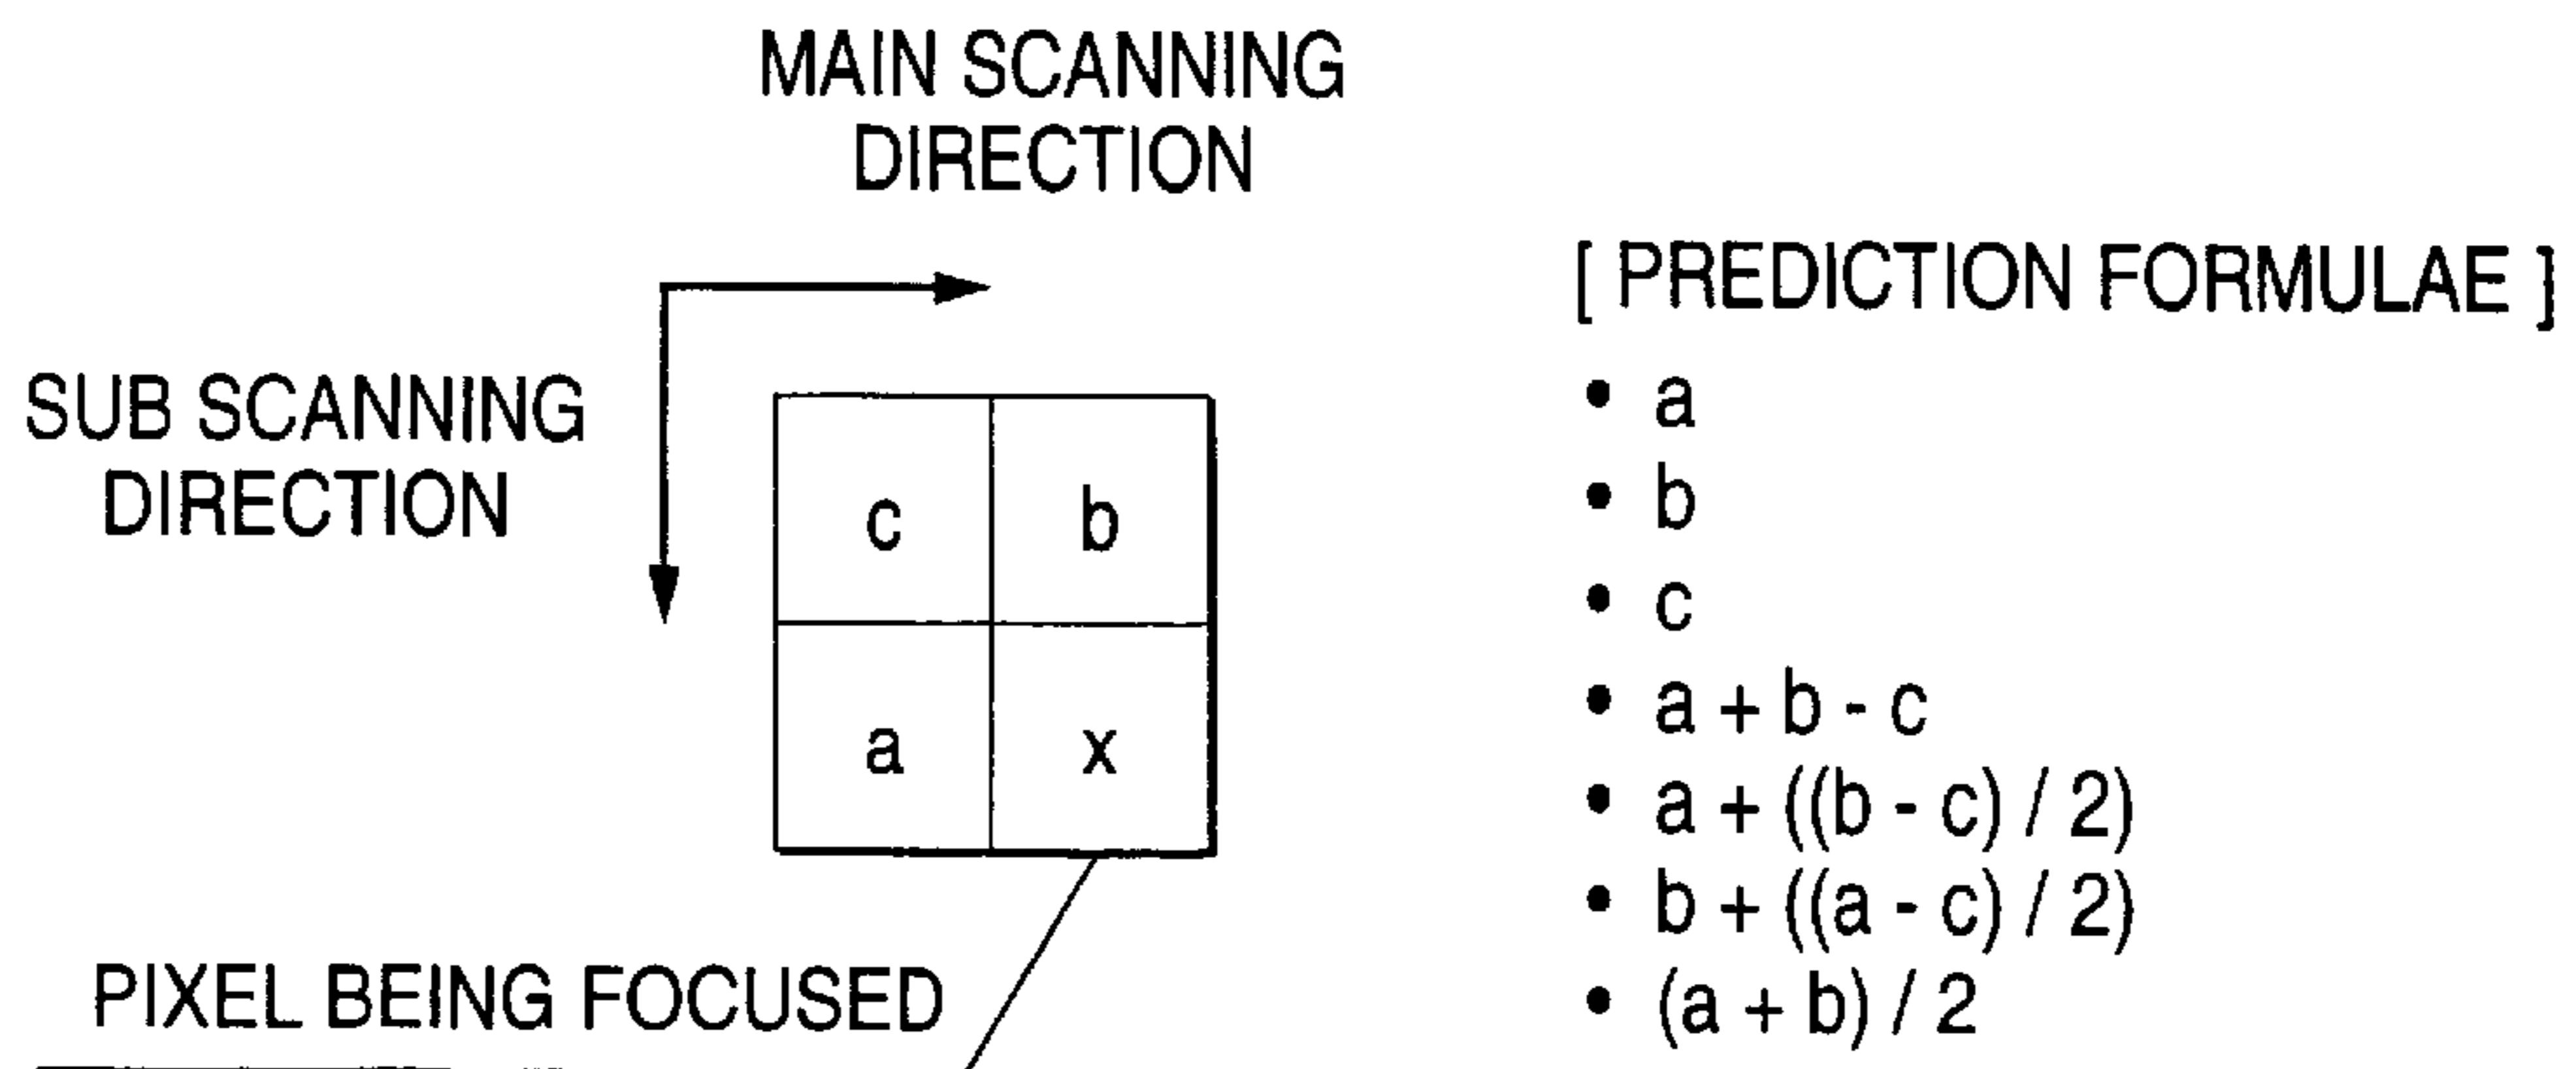 MAIN SCANNING
DIRECTION
SUB SCANNING
DIRECTION
c b
a x
PIXEL BEING FOCUSED
[ PREDICTION FORMULAE ]
• a
• b
• c
• a + b - c
• a + ((b - c) / 2)
• b + ((a - c) / 2)
• (a + b) / 2